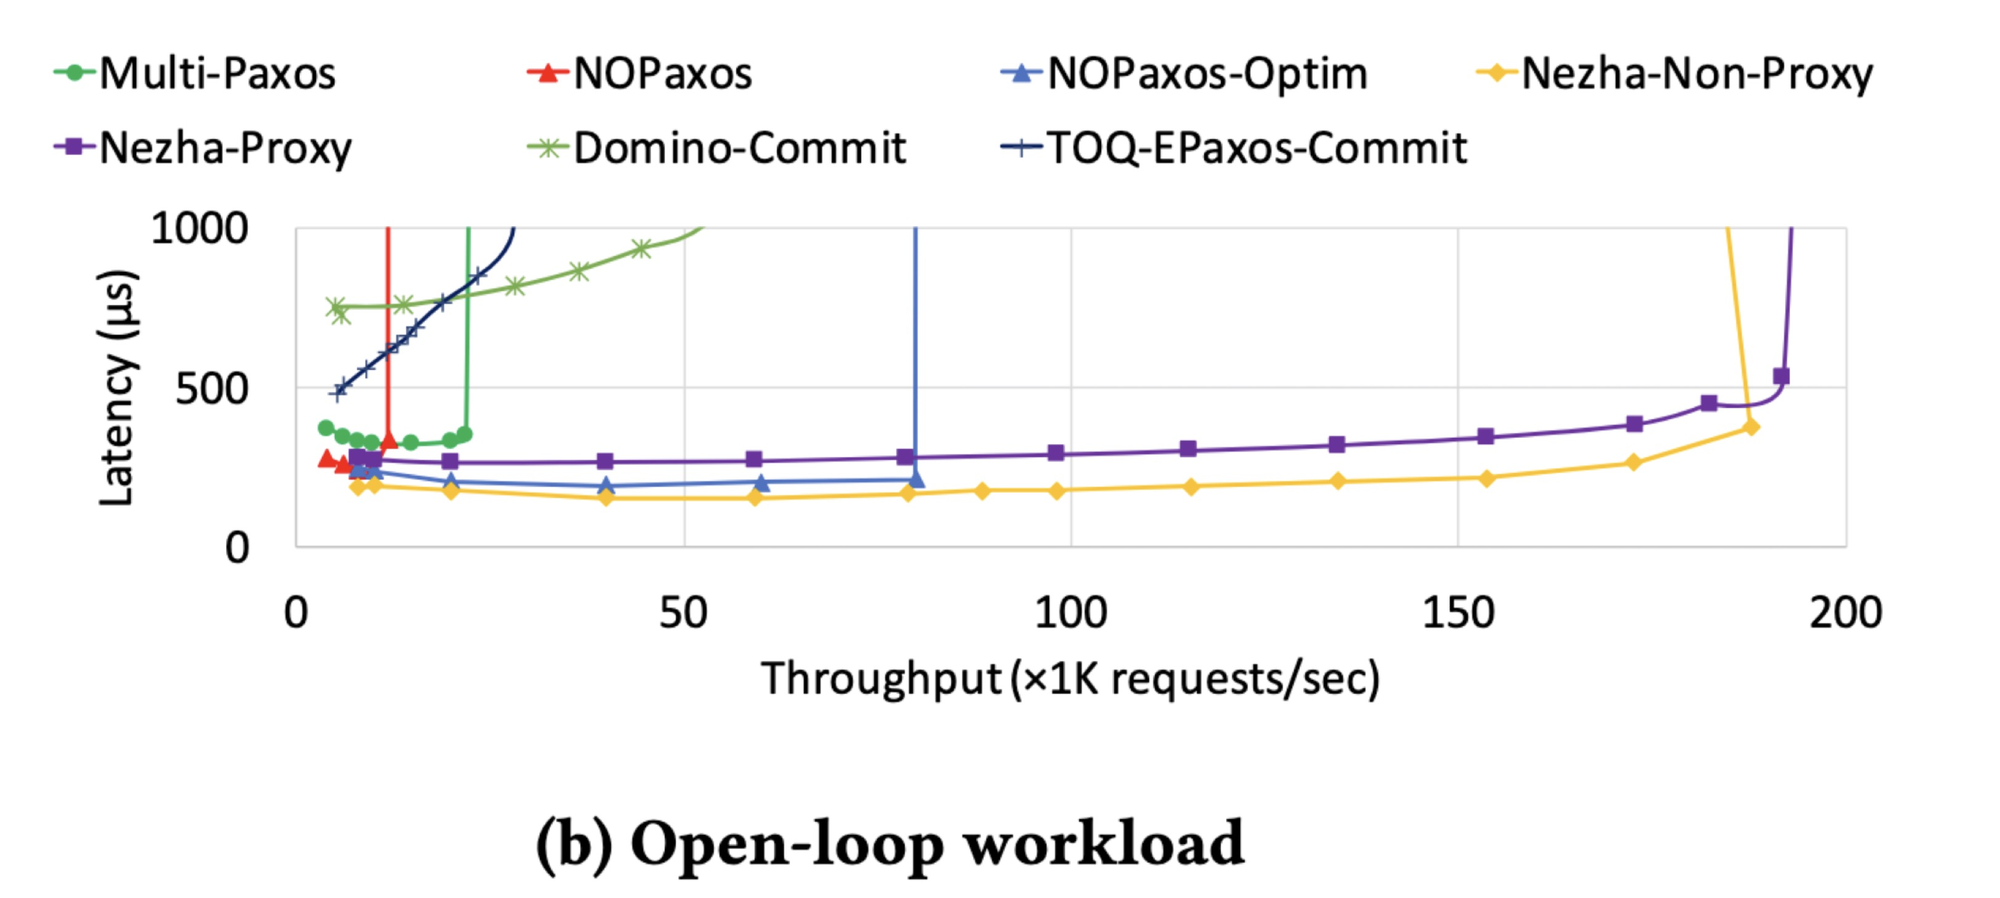 Multi-Paxos NOPaxos NOPaxos-Optim Nezha-Non-Proxy
Nezha-Proxy Domino-Commit TOQ-EPaxos-Commit
1000
500
0
Latency (μs)
0 50 100 150 200
Throughput (×1K requests/sec)
(b) Open-loop workload